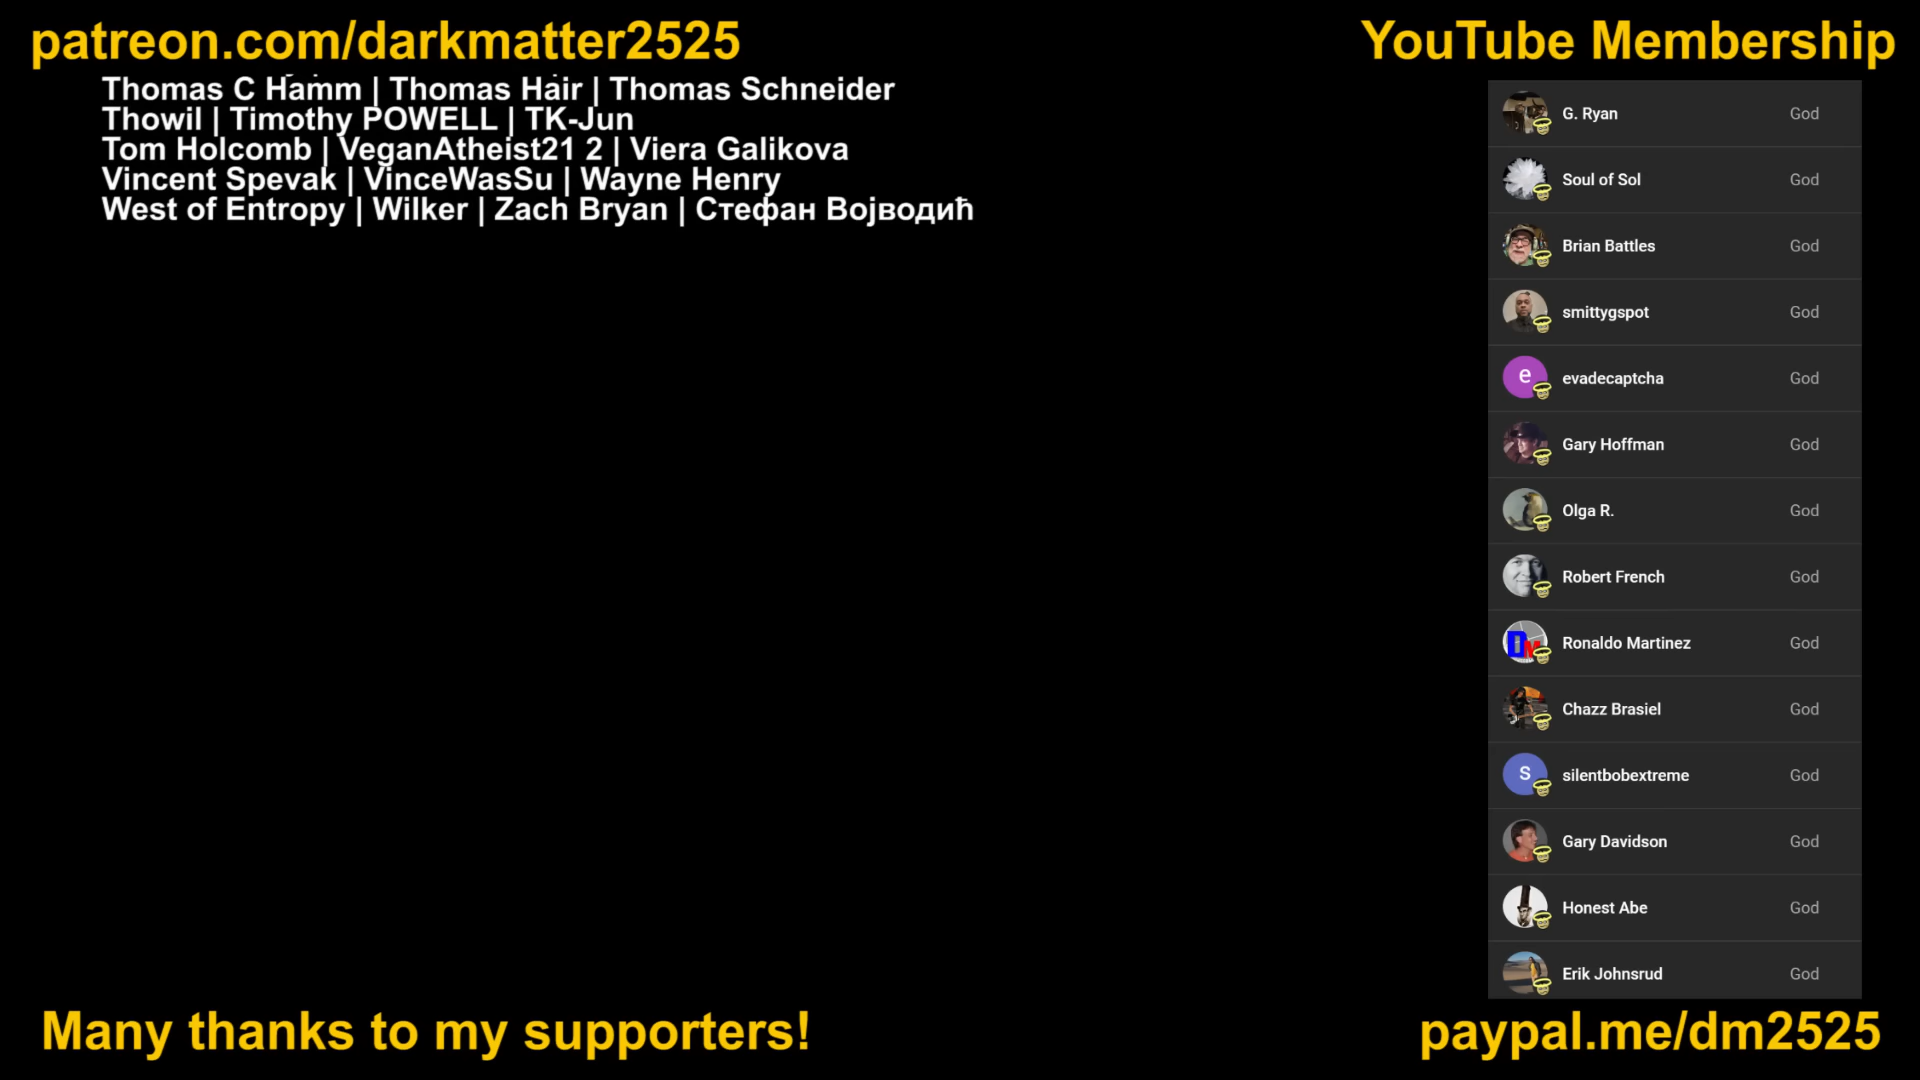 patreon.com/darkmatter2525
Thomas C Hamm | Thomas Hair | Thomas Schneider
Thowil | Timothy POWELL | TK-Jun
Tom Holcomb | VeganAtheist21 2 | Viera Galikova
Vincent Spevak | VinceWasSu | Wayne Henry
West of Entropy | Wilker | Zach Bryan | Стефан Војводић
YouTube Membership
G. Ryan God
Soul of Sol God
Brian Battles God
smittygspot God
e evadecaptcha God
Gary Hoffman God
Olga R. God
Robert French God
DM Ronaldo Martinez God
Chazz Brasiel God
s silentbobextreme God
Gary Davidson God
Honest Abe God
Erik Johnsrud God
Many thanks to my supporters!
paypal.me/dm2525